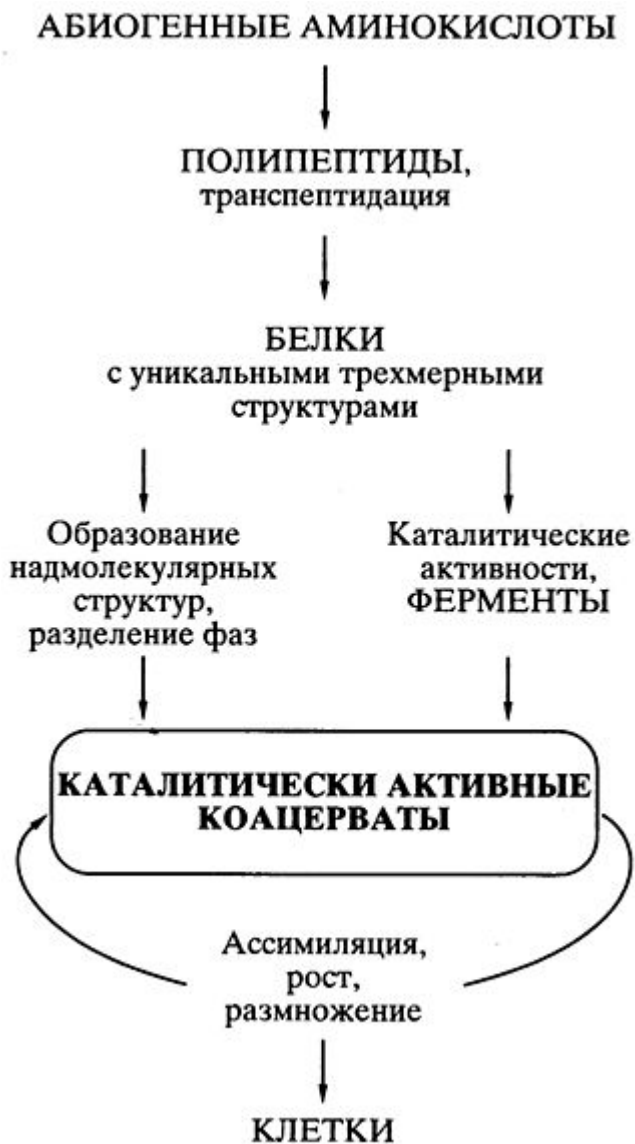 АБИОГЕННЫЕ АМИНОКИСЛОТЫ
ПОЛИПЕПТИДЫ,
транспептидация
БЕЛКИ
с уникальными трехмерными
структурами
Образование
надмолекулярных
структур,
разделение фаз
Каталитические
активности,
ФЕРМЕНТЫ
КАТАЛИТИЧЕСКИ АКТИВНЫЕ
КОАЦЕРВАТЫ
Ассимиляция,
рост,
размножение
КЛЕТКИ